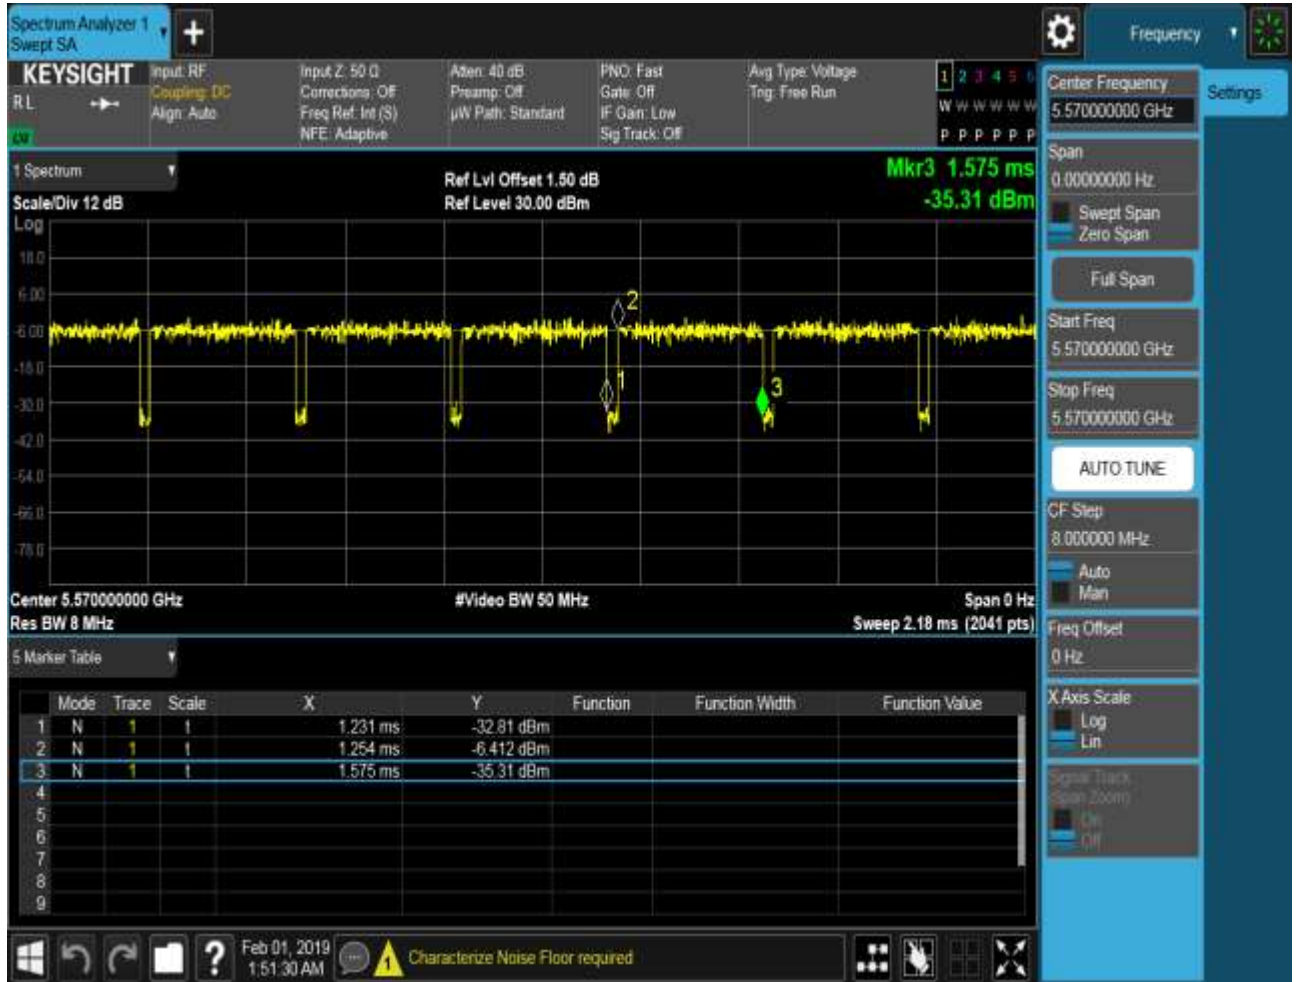 Spectrum Analyzer 1
Swept SA
+
Frequency
KEYSIGHT
R L
Input: RF
Coupling: DC
Align: Auto
Input Z: 50 Ω
Corrections: Off
Freq Ref: Int (S)
NFE: Adaptive
Atten: 40 dB
Preamp: Off
µW Path: Standard
PNO: Fast
Gate: Off
IF Gain: Low
Sig Track: Off
Avg Type: Voltage
Trig: Free Run
1 2 3 4 5 6
W W W W W W
P P P P P P
1 Spectrum
Scale/Div 12 dB
Ref Lvl Offset 1.50 dB
Ref Level 30.00 dBm
Mkr3 1.575 ms
-35.31 dBm
Log
18.0
6.00
-6.00
-18.0
-30.0
-42.0
-54.0
-66.0
-78.0
2
1
3
Center 5.570000000 GHz
Res BW 8 MHz
#Video BW 50 MHz
Span 0 Hz
Sweep 2.18 ms (2041 pts)
5 Marker Table
Mode Trace Scale X Y Function Function Width Function Value
1 N 1 t 1.231 ms -32.81 dBm
2 N 1 t 1.254 ms -6.412 dBm
3 N 1 t 1.575 ms -35.31 dBm
4
5
6
7
8
9
Center Frequency
5.570000000 GHz
Settings
Span
0.00000000 Hz
Swept Span
Zero Span
Full Span
Start Freq
5.570000000 GHz
Stop Freq
5.570000000 GHz
AUTO TUNE
CF Step
8.000000 MHz
Auto
Man
Freq Offset
0 Hz
X Axis Scale
Log
Lin
Signal Track
(Span Zoom)
On
Off
?
Feb 01, 2019
1:51:30 AM
1
Characterize Noise Floor required